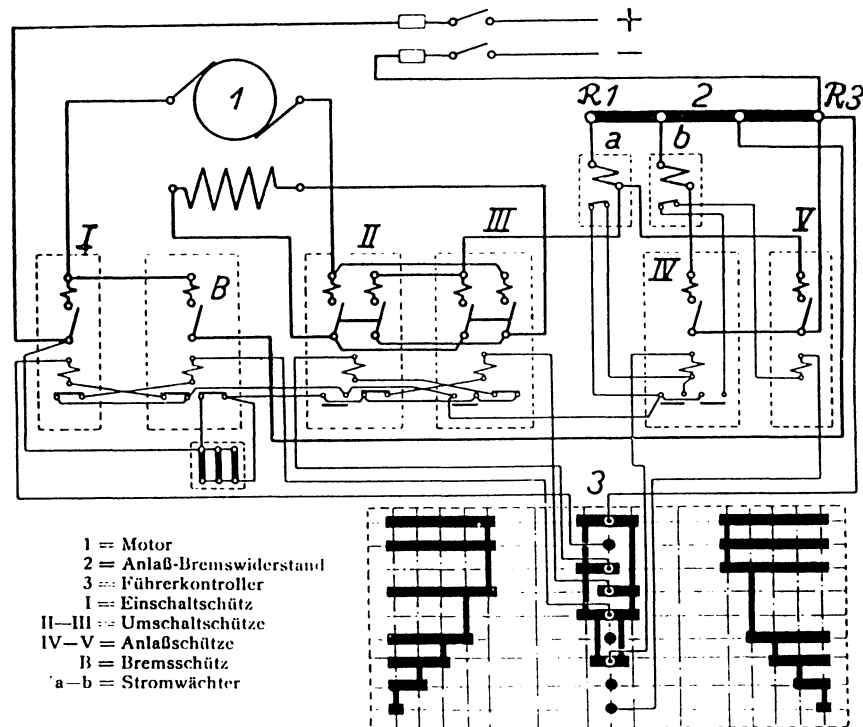 +
−
1
R1 2 R3
a b
I B II III IV V
3
1 = Motor
2 = Anlaß-Bremswiderstand
3 = Führerkontroller
I = Einschaltschütz
II—III = Umschaltschütze
IV—V = Anlaßschütze
B = Bremsschütz
a—b = Stromwächter